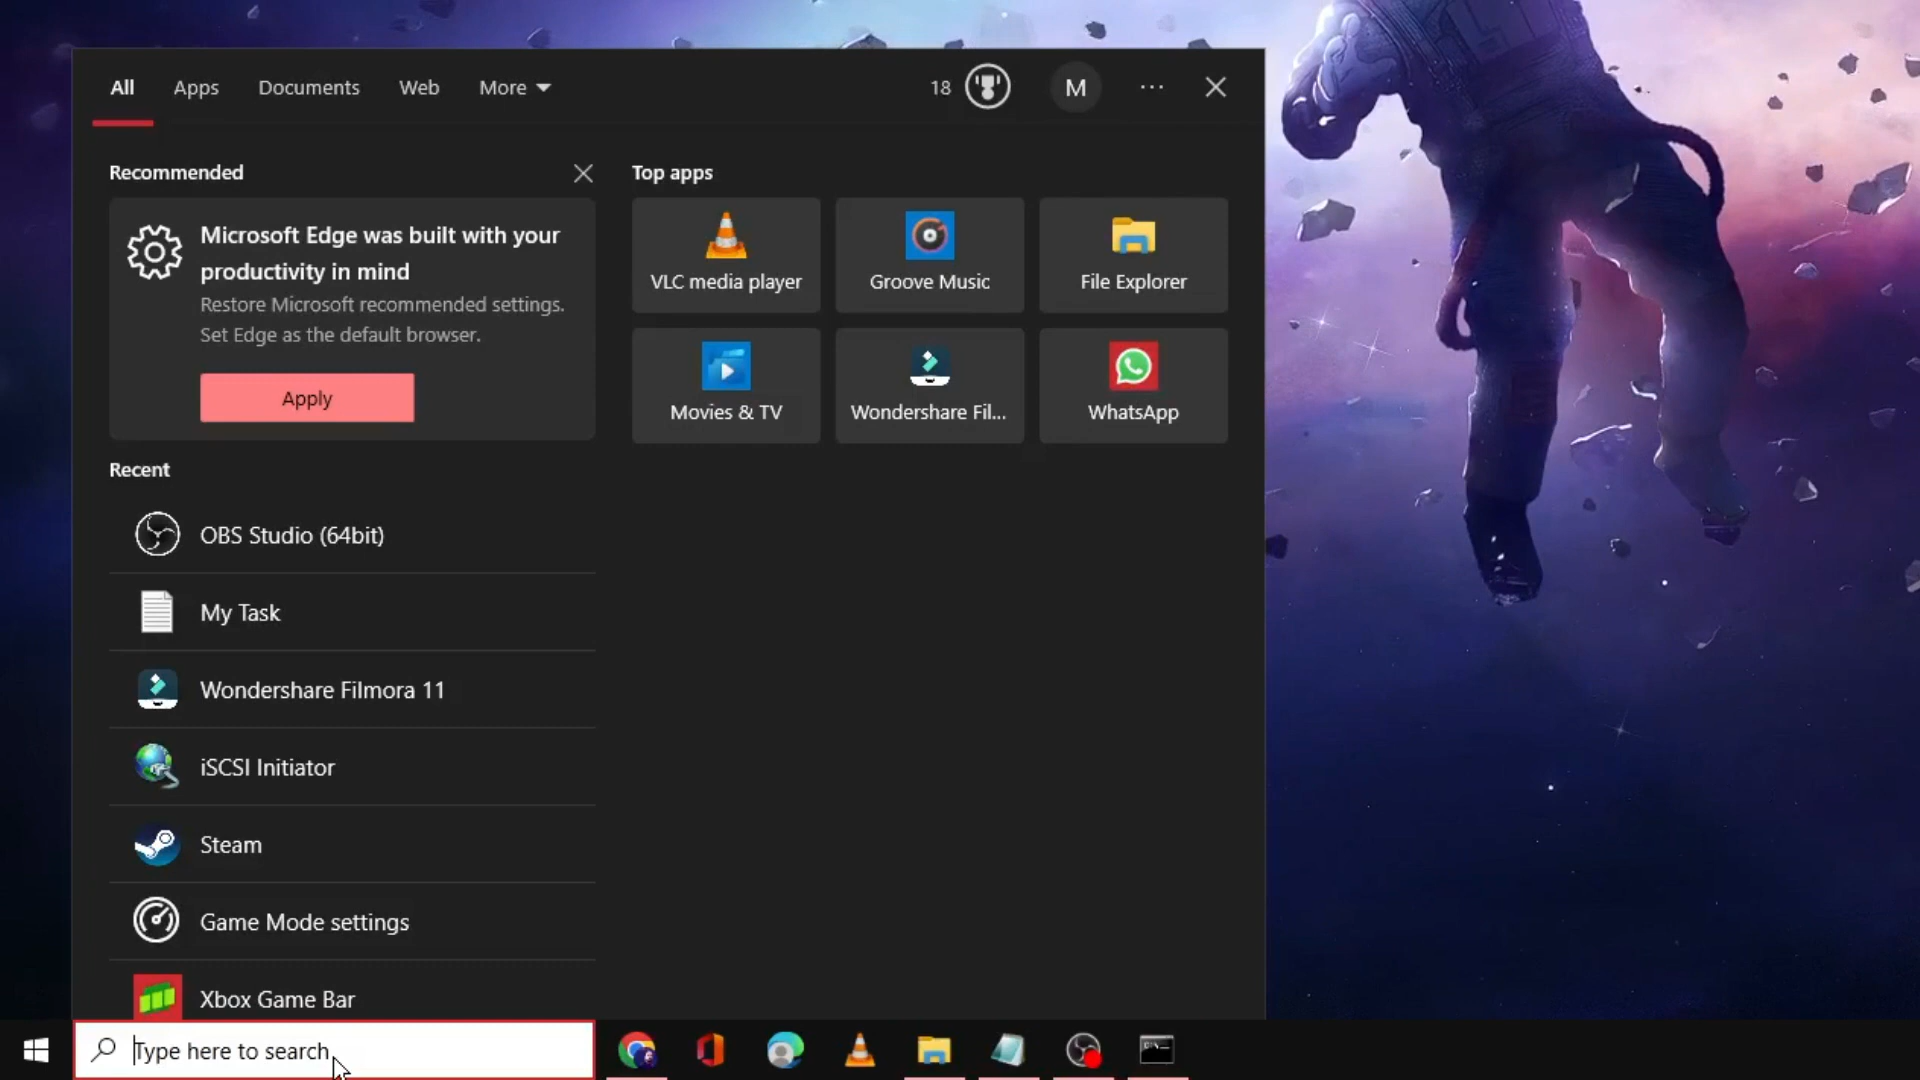 All Apps Documents Web More 18 M
Recommended
Microsoft Edge was built with your
productivity in mind
Restore Microsoft recommended settings.
Set Edge as the default browser.
Apply
Top apps
VLC media player Groove Music File Explorer
Movies & TV Wondershare Fil... WhatsApp
Recent
OBS Studio (64bit)
My Task
Wondershare Filmora 11
iSCSI Initiator
Steam
Game Mode settings
Xbox Game Bar
Type here to search